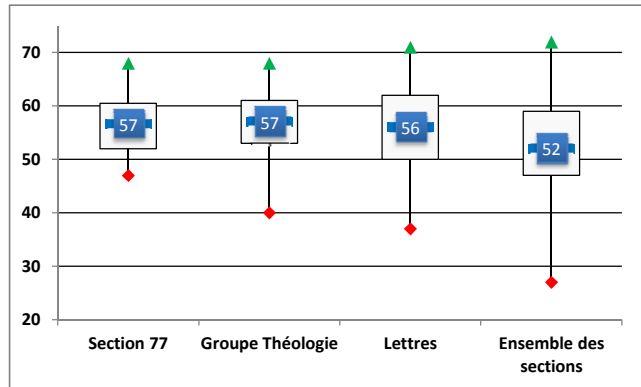 70
60
50
40
30
20
57
57
56
52
Section 77
Groupe Théologie
Lettres
Ensemble des
sections